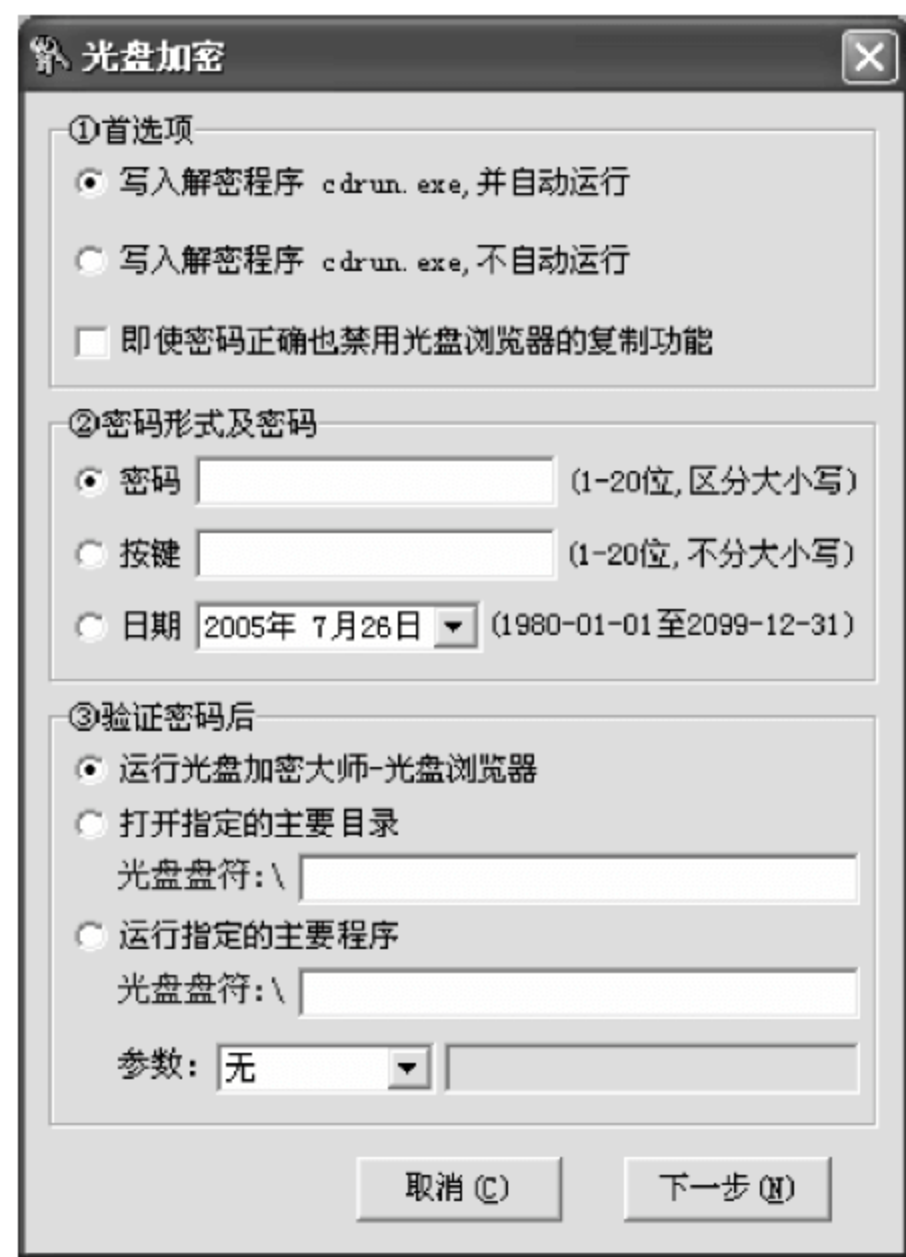 光盘加密
①首选项
写入解密程序 cdrun.exe,并自动运行
写入解密程序 cdrun.exe,不自动运行
即使密码正确也禁用光盘浏览器的复制功能
②密码形式及密码
密码 (1-20位,区分大小写)
按键 (1-20位,不分大小写)
日期 2005年 7月26日 (1980-01-01至2099-12-31)
③验证密码后
运行光盘加密大师-光盘浏览器
打开指定的主要目录
光盘盘符:\
运行指定的主要程序
光盘盘符:\
参数: 无
取消(C) 下一步(N)